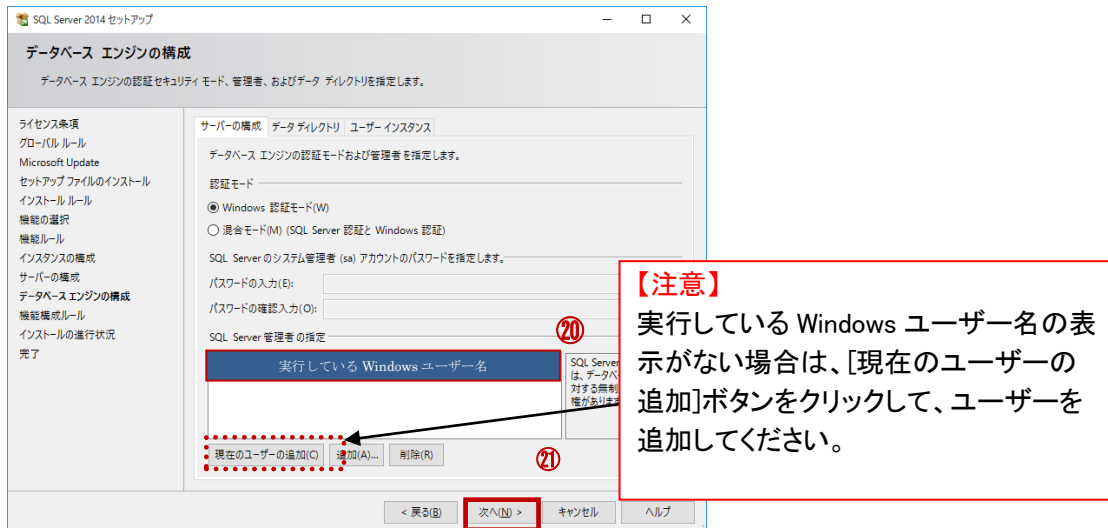 SQL Server 2014 セットアップ
データベース エンジンの構成
データベース エンジンの認証セキュリティ モード、管理者、およびデータ ディレクトリを指定します。
ライセンス条項
グローバル ルール
Microsoft Update
セットアップ ファイルのインストール
インストール ルール
機能の選択
機能ルール
インスタンスの構成
サーバーの構成
データベース エンジンの構成
機能構成ルール
インストールの進行状況
完了
サーバーの構成 データ ディレクトリ ユーザー インスタンス
データベース エンジンの認証モードおよび管理者を指定します。
認証モード
Windows 認証モード(W)
混合モード(M) (SQL Server 認証と Windows 認証)
SQL Server のシステム管理者 (sa) アカウントのパスワードを指定します。
パスワードの入力(E):
パスワードの確認入力(O):
SQL Server 管理者の指定
⑳
実行している Windows ユーザー名
SQL Server
は、データベ
対する無制
権があります
現在のユーザーの追加(C) 追加(A)... 削除(R)
㉑
< 戻る(B) 次へ(N) > キャンセル ヘルプ
【注意】
実行している Windows ユーザー名の表
示がない場合は、[現在のユーザーの
追加]ボタンをクリックして、ユーザーを
追加してください。